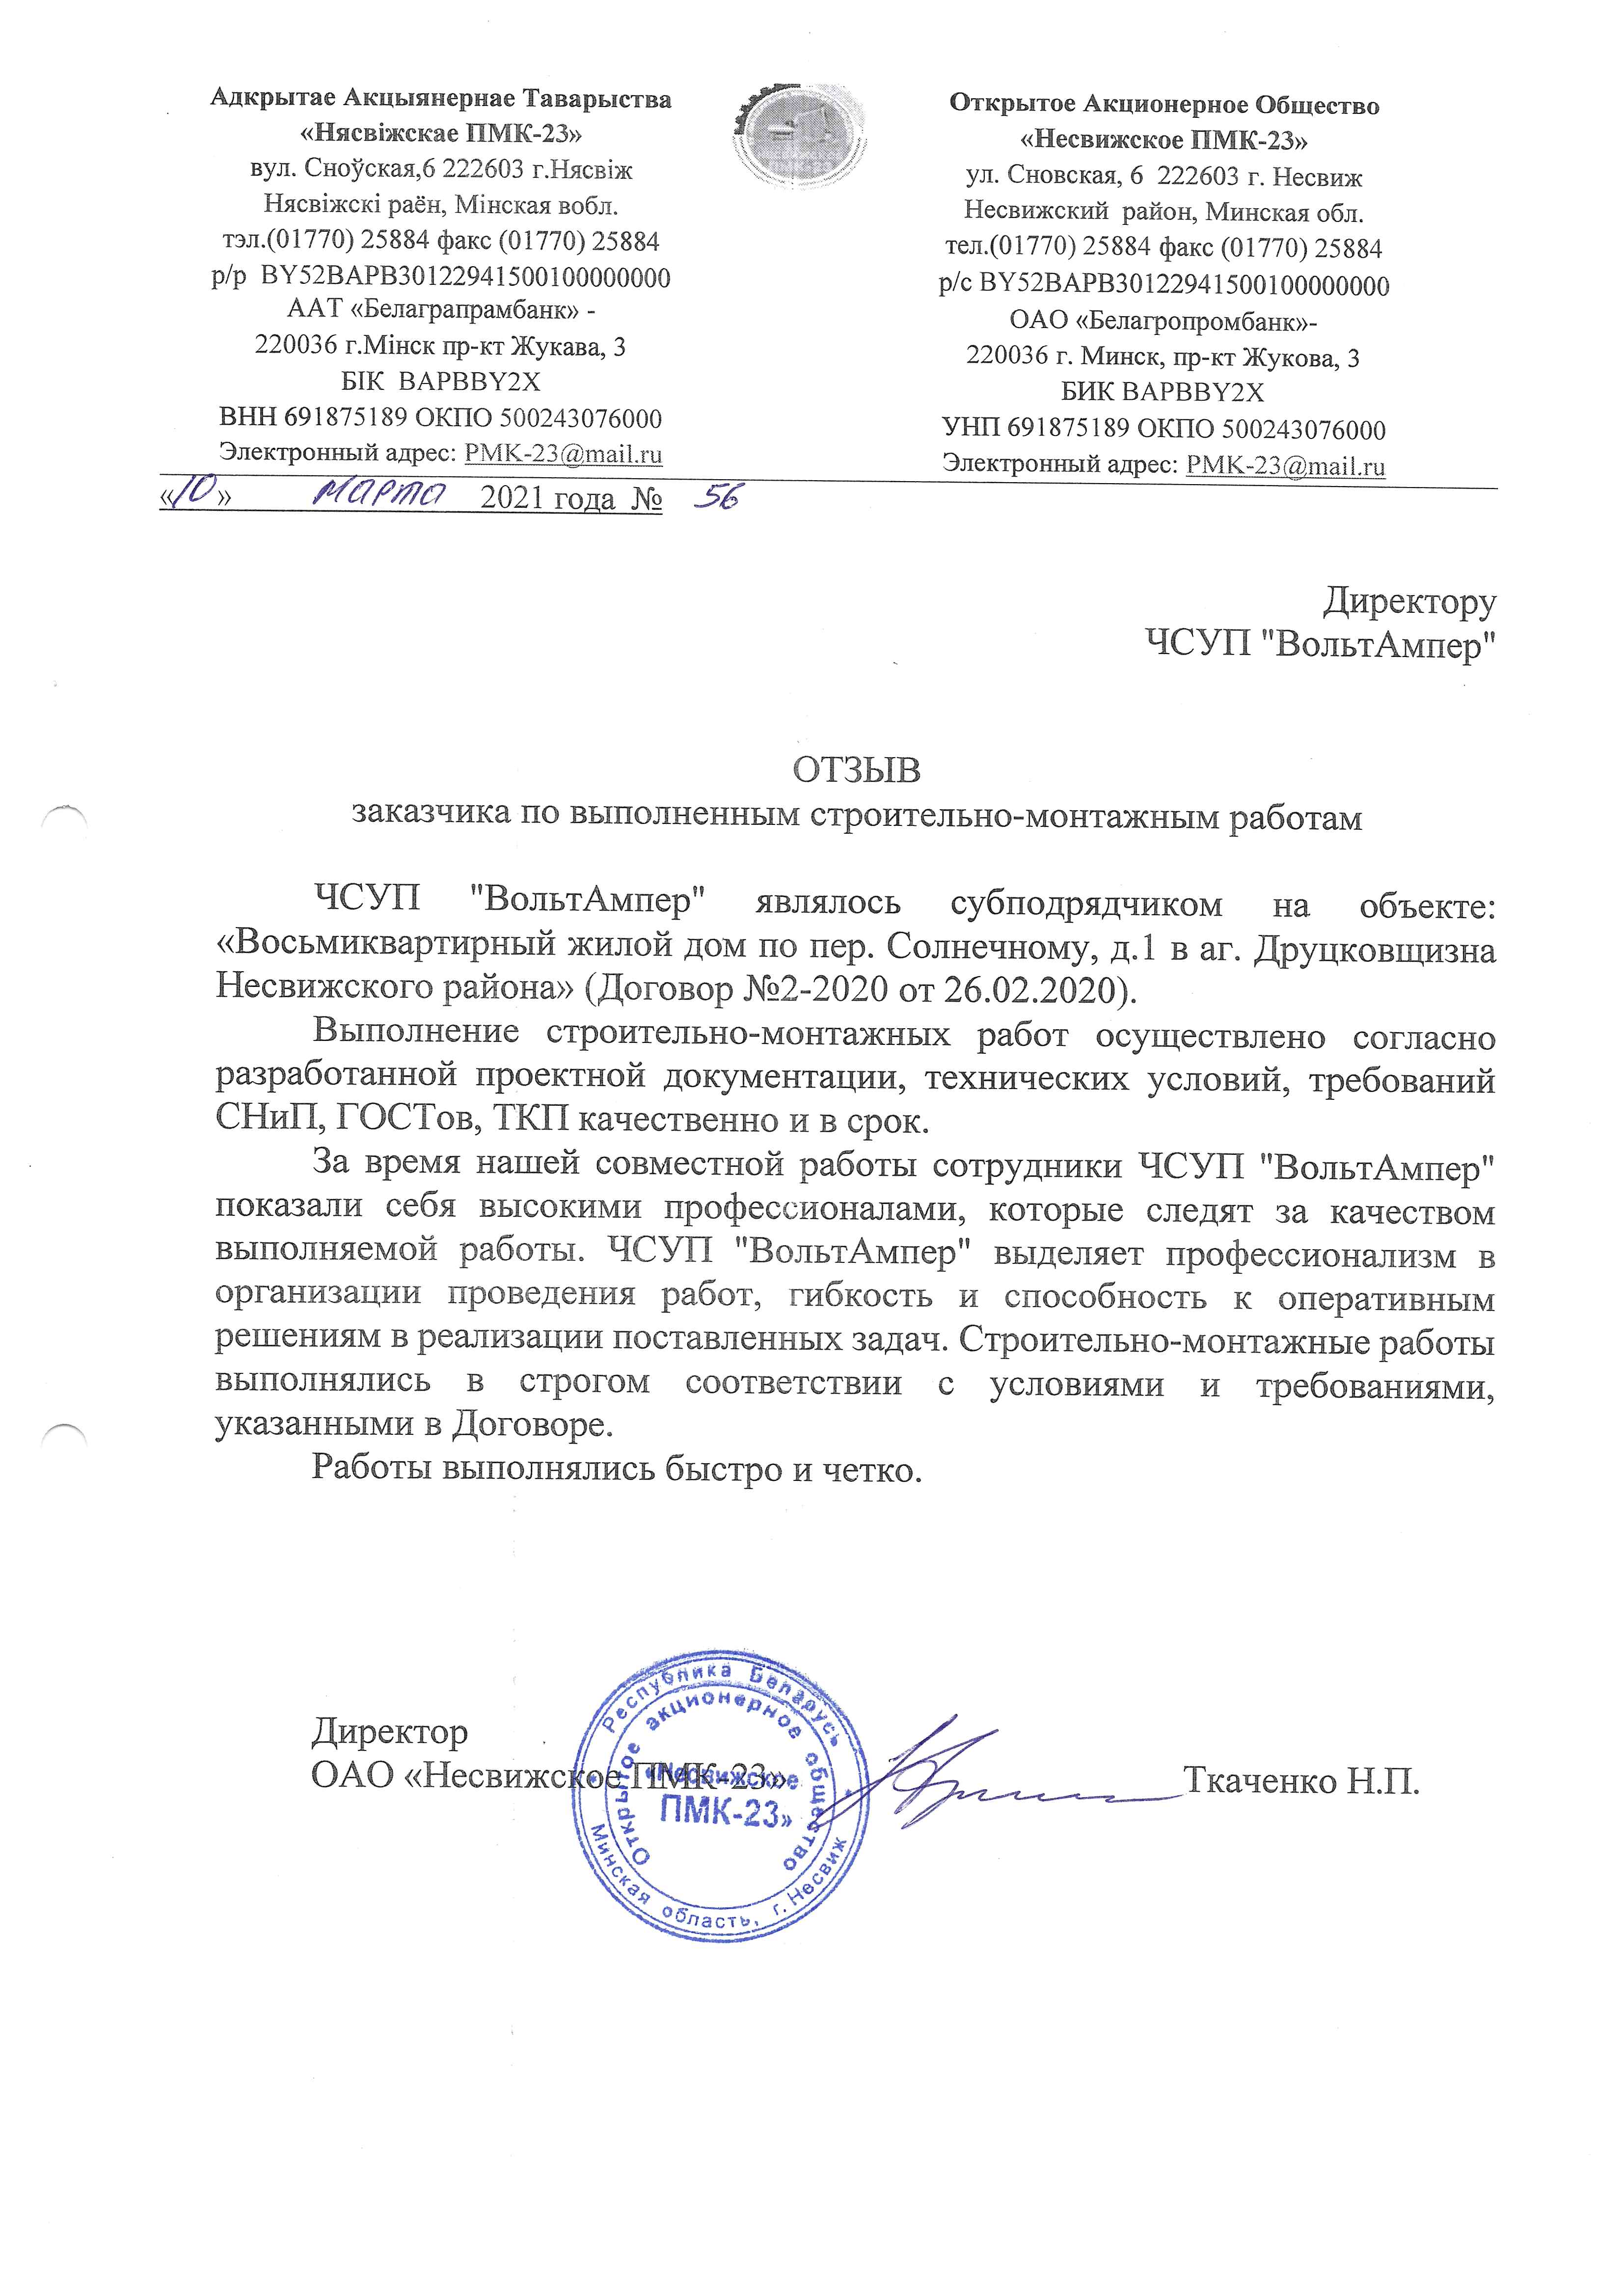 Адкрытае Акцыянернае Таварыства
«Нясвіжскае ПМК-23»
вул. Сноўская,6 222603 г.Нясвіж
Нясвіжскі раён, Мінская вобл.
тэл.(01770) 25884 факс (01770) 25884
р/р BY52BAPB30122941500100000000
ААТ «Белаграпрамбанк» -
220036 г.Мінск пр-кт Жукава, 3
БІК BAPBBY2X
ВНН 691875189 ОКПО 500243076000
Электронный адрес: PMK-23@mail.ru
Открытое Акционерное Общество
«Несвижское ПМК-23»
ул. Сновская, 6 222603 г. Несвиж
Несвижский район, Минская обл.
тел.(01770) 25884 факс (01770) 25884
р/с BY52BAPB30122941500100000000
ОАО «Белагропромбанк»-
220036 г. Минск, пр-кт Жукова, 3
БИК BAPBBY2X
УНП 691875189 ОКПО 500243076000
Электронный адрес: PMK-23@mail.ru
«10» марта 2021 года № 56
Директору
ЧСУП "ВольтАмпер"
ОТЗЫВ
заказчика по выполненным строительно-монтажным работам
ЧСУП "ВольтАмпер" являлось субподрядчиком на объекте:
«Восьмиквартирный жилой дом по пер. Солнечному, д.1 в аг. Друцковщизна
Несвижского района» (Договор №2-2020 от 26.02.2020).
Выполнение строительно-монтажных работ осуществлено согласно
разработанной проектной документации, технических условий, требований
СНиП, ГОСТов, ТКП качественно и в срок.
За время нашей совместной работы сотрудники ЧСУП "ВольтАмпер"
показали себя высокими профессионалами, которые следят за качеством
выполняемой работы. ЧСУП "ВольтАмпер" выделяет профессионализм в
организации проведения работ, гибкость и способность к оперативным
решениям в реализации поставленных задач. Строительно-монтажные работы
выполнялись в строгом соответствии с условиями и требованиями,
указанными в Договоре.
Работы выполнялись быстро и четко.
Директор
ОАО «Несвижское ПМК-23»
Ткаченко Н.П.
Республика Беларусь
Открытое акционерное общество
«Несвижское
ПМК-23»
Минская область, г. Несвиж